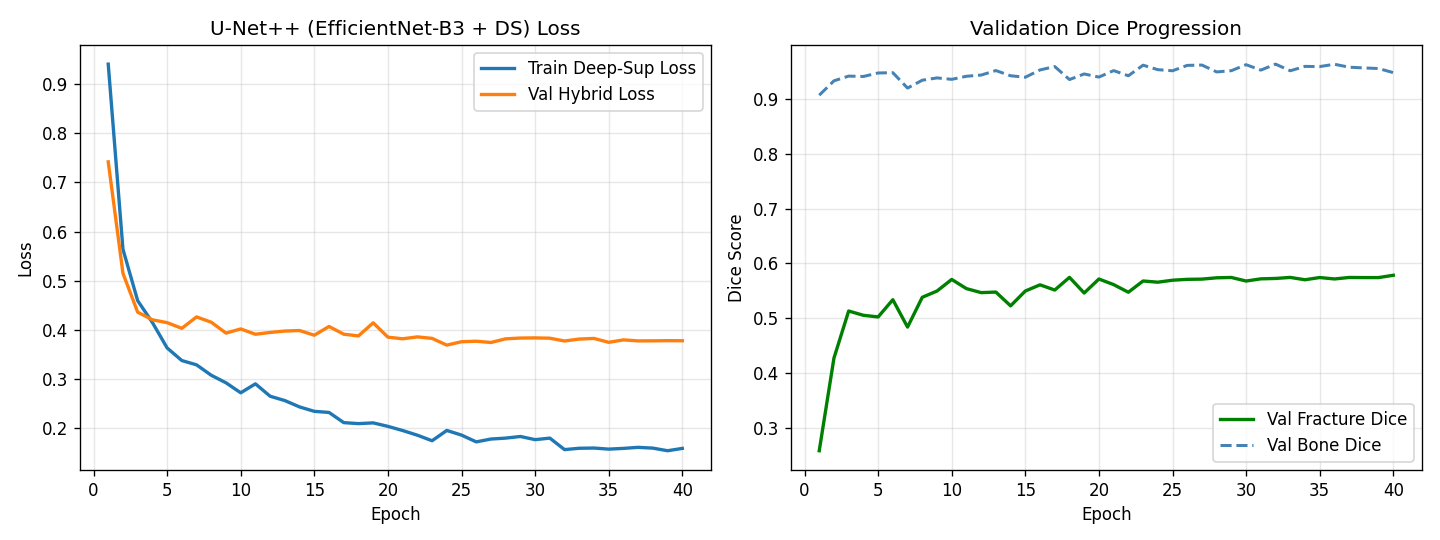 U-Net++ (EfficientNet-B3 + DS) Loss
Train Deep-Sup Loss
Val Hybrid Loss
Loss
0.9
0.8
0.7
0.6
0.5
0.4
0.3
0.2
0 5 10 15 20 25 30 35 40
Epoch
Validation Dice Progression
Dice Score
0.9
0.8
0.7
0.6
0.5
0.4
0.3
Val Fracture Dice
Val Bone Dice
0 5 10 15 20 25 30 35 40
Epoch